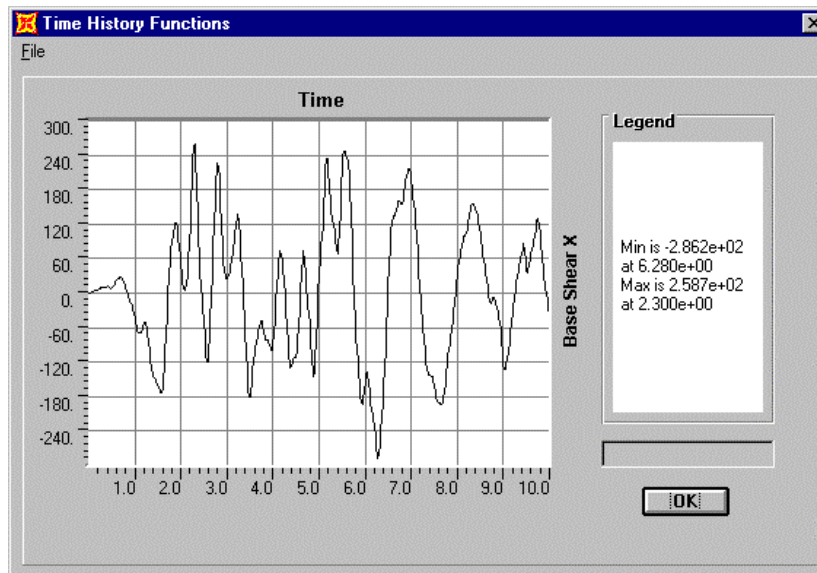 Time History Functions
File
Time
300.
240.
180.
120.
60.
0.
-60.
-120.
-180.
-240.
1.0 2.0 3.0 4.0 5.0 6.0 7.0 8.0 9.0 10.0
Base Shear X
Legend
Min is -2.862e+02
at 6.280e+00
Max is 2.587e+02
at 2.300e+00
OK